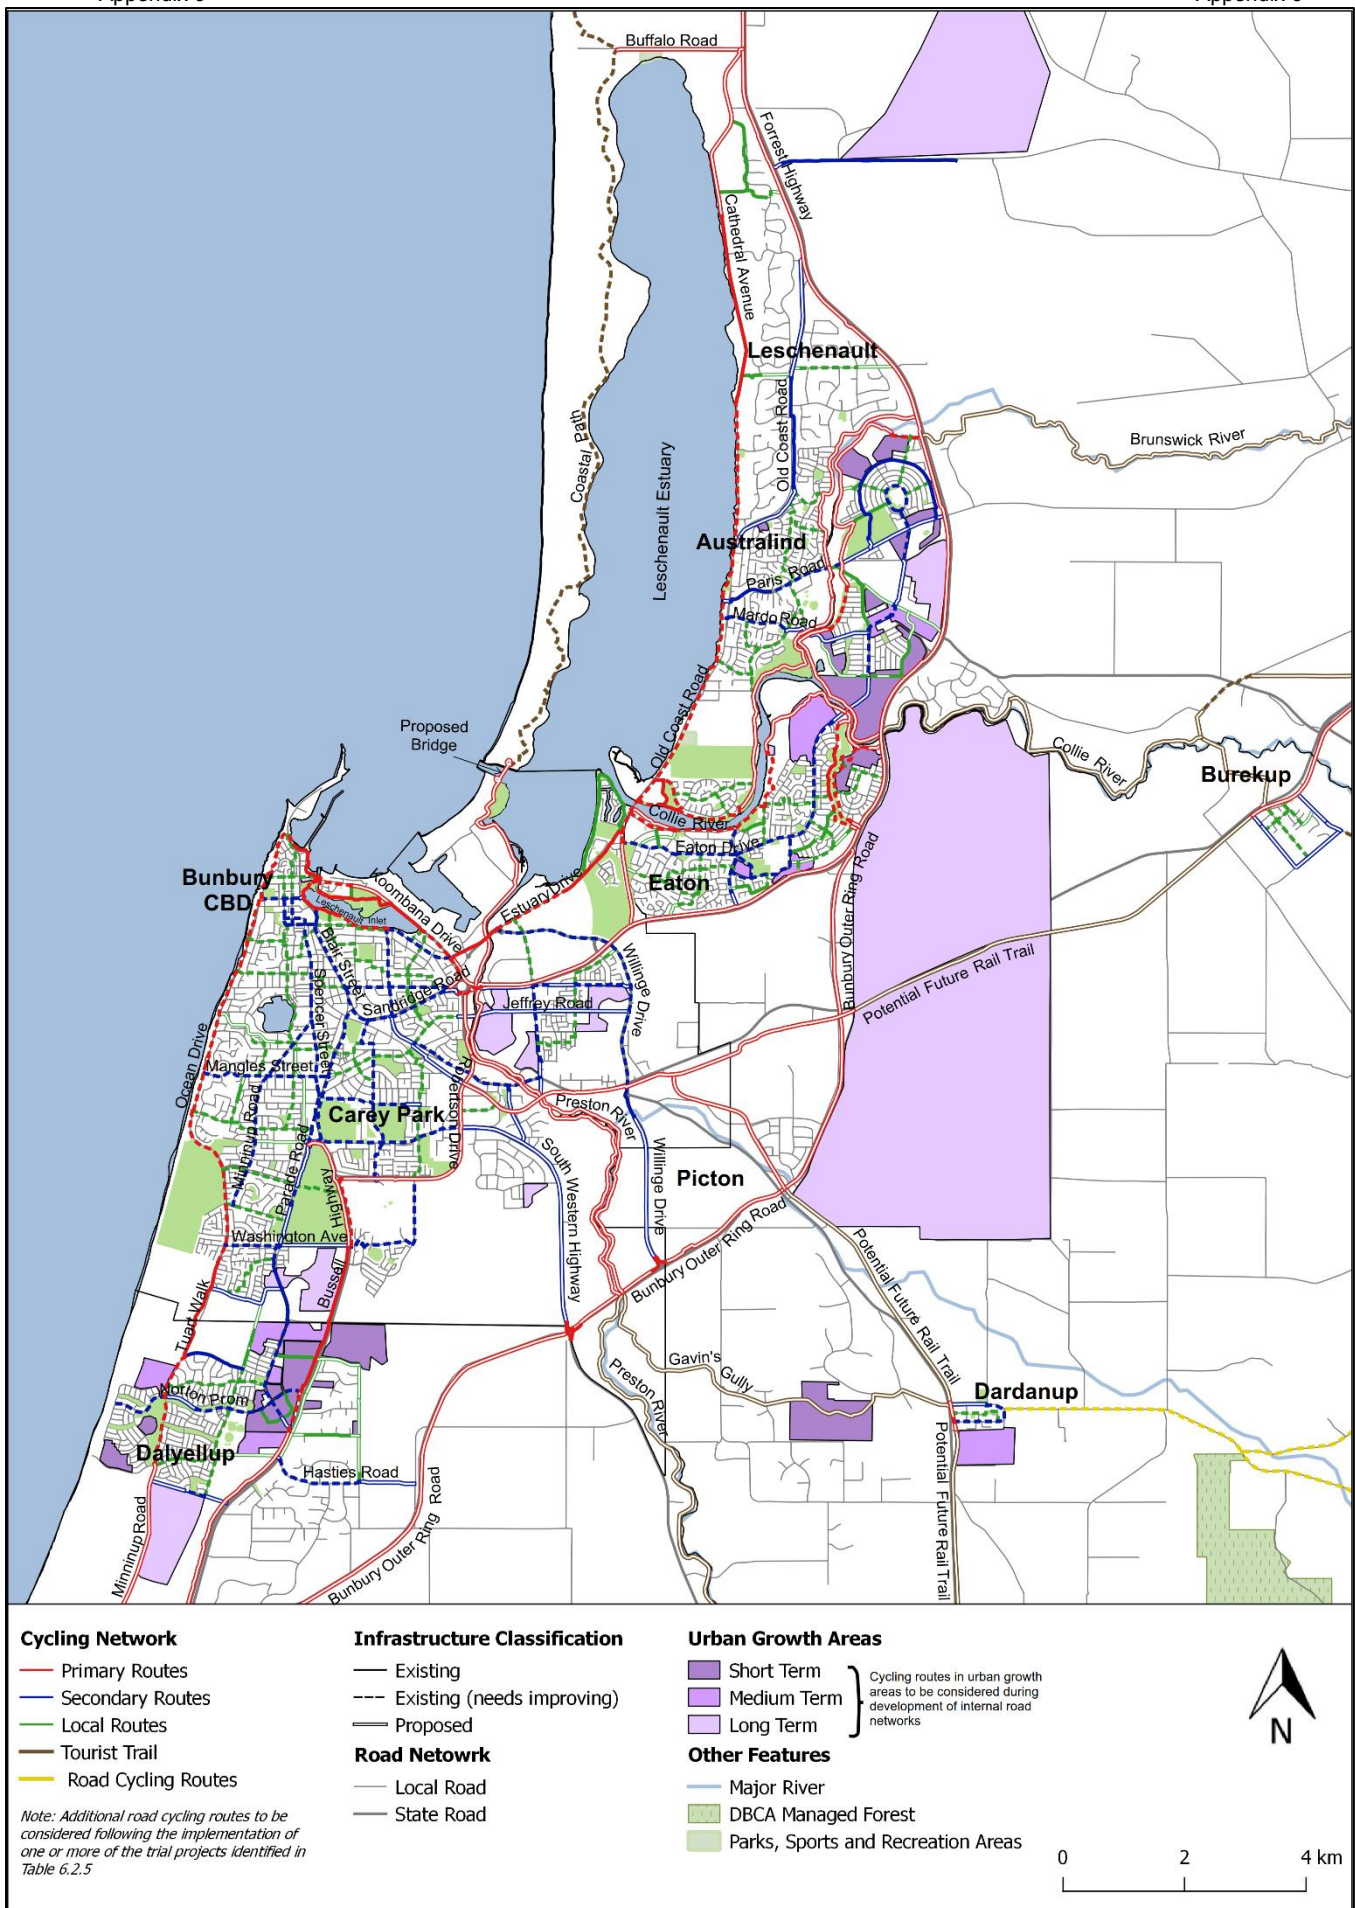 Buffalo Road
Forrest Highway
Cathedral Avenue
Leschenault
Old Coast Road
Coastal Path
Leschenault Estuary
Brunswick River
Australind
Paris Road
Mardo Road
Old Coast Road
Proposed
Bridge
Collie River
Burekup
Collie River
Eaton Drive
Eaton
Estuary Drive
Bunbury
CBD
Koombana Drive
Leschenault Inlet
Blair Street
Spencer Street
Sandridge Road
Willinge Drive
Jeffrey Road
Bunbury Outer Ring Road
Potential Future Rail Trail
Ocean Drive
Mangles Street
Robertson Drive
Preston River
Carey Park
Minninup Road
Parade Road
South Western Highway
Willinge Drive
Picton
Washington Ave
Bussell Highway
Bunbury Outer Ring Road
Potential Future Rail Trail
Tuart Walk
Gavin's Gully
Preston River
Dardanup
Norton Prom
Dalyellup
Hasties Road
Minninup Road
Bunbury Outer Ring Road
Potential Future Rail Trail
Cycling Network
Primary Routes
Secondary Routes
Local Routes
Tourist Trail
Road Cycling Routes
Note: Additional road cycling routes to be
considered following the implementation of
one or more of the trial projects identified in
Table 6.2.5
Infrastructure Classification
Existing
Existing (needs improving)
Proposed
Road Netowrk
Local Road
State Road
Urban Growth Areas
Short Term
Medium Term
Long Term
Cycling routes in urban growth
areas to be considered during
development of internal road
networks
Other Features
Major River
DBCA Managed Forest
Parks, Sports and Recreation Areas
N
0 2 4 km